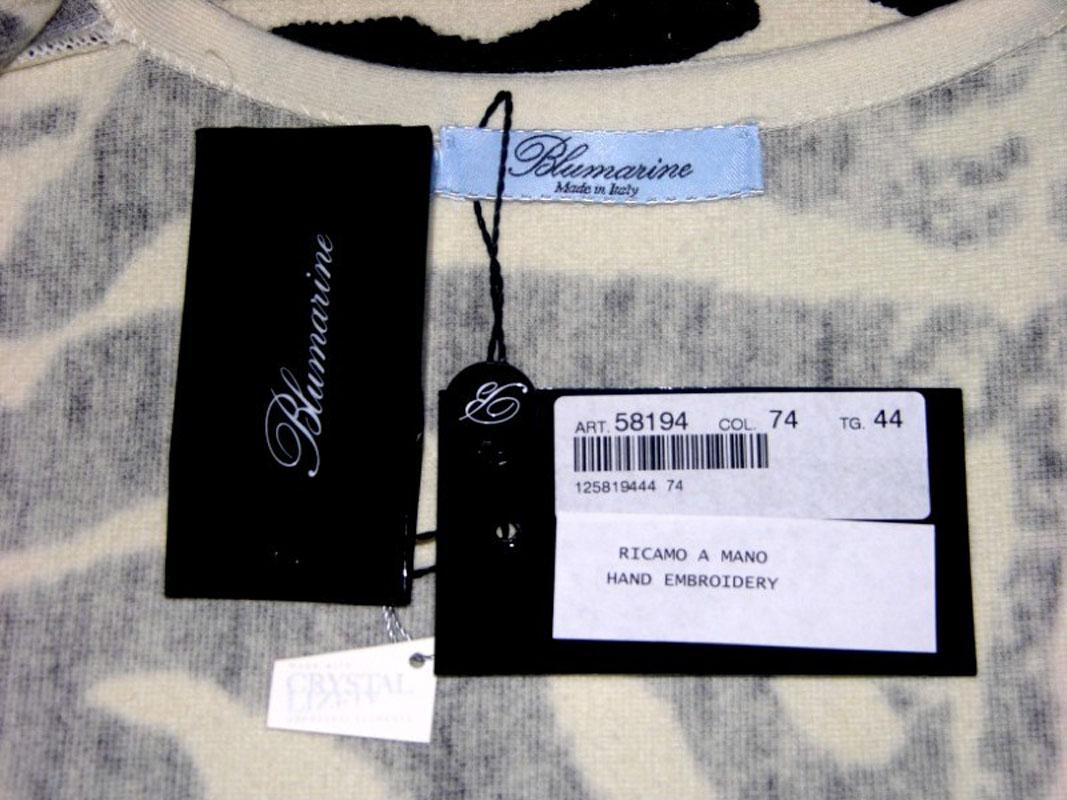 Blumarine
Made in Italy
Blumarine
ART. 58194 COL. 74 TG. 44
125819444 74
RICAMO A MANO
HAND EMBROIDERY
CRYSTAL